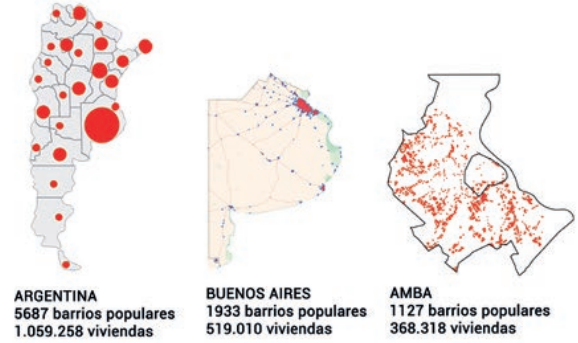 ARGENTINA
5687 barrios populares
1.059.258 viviendas
BUENOS AIRES
1933 barrios populares
519.010 viviendas
AMBA
1127 barrios populares
368.318 viviendas